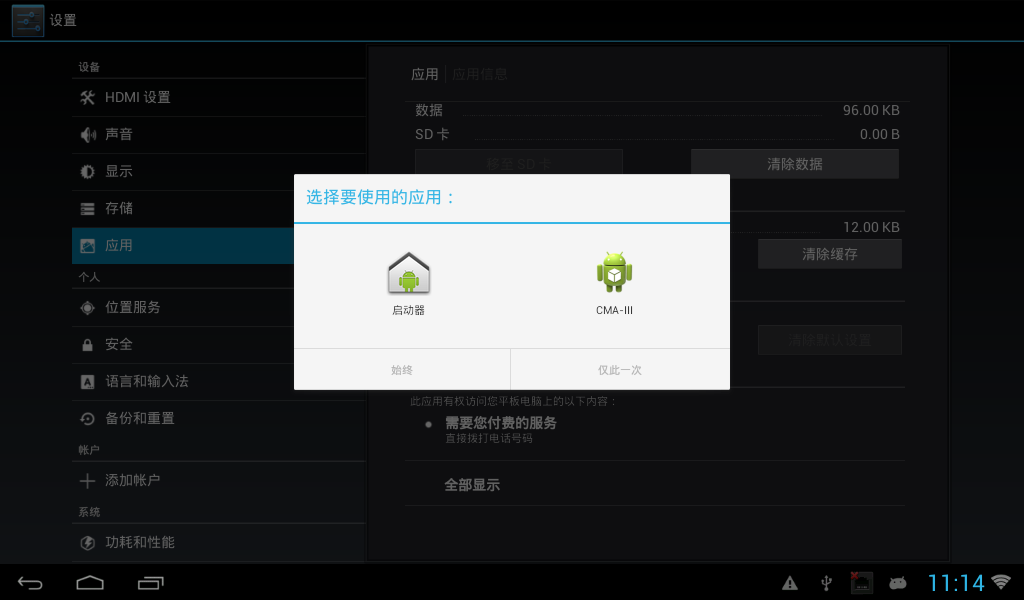 设置
设备
HDMI 设置
声音
显示
存储
应用
个人
位置服务
安全
语言和输入法
备份和重置
帐户
添加帐户
系统
功耗和性能
应用 应用信息
数据 96.00 KB
SD 卡 0.00 B
移至 SD 卡 清除数据
12.00 KB
清除缓存
清除默认设置
选择要使用的应用：
启动器 CMA-III
始终 仅此一次
此应用有权访问您平板电脑上的以下内容：
需要您付费的服务
直接拨打电话号码
全部显示
11:14